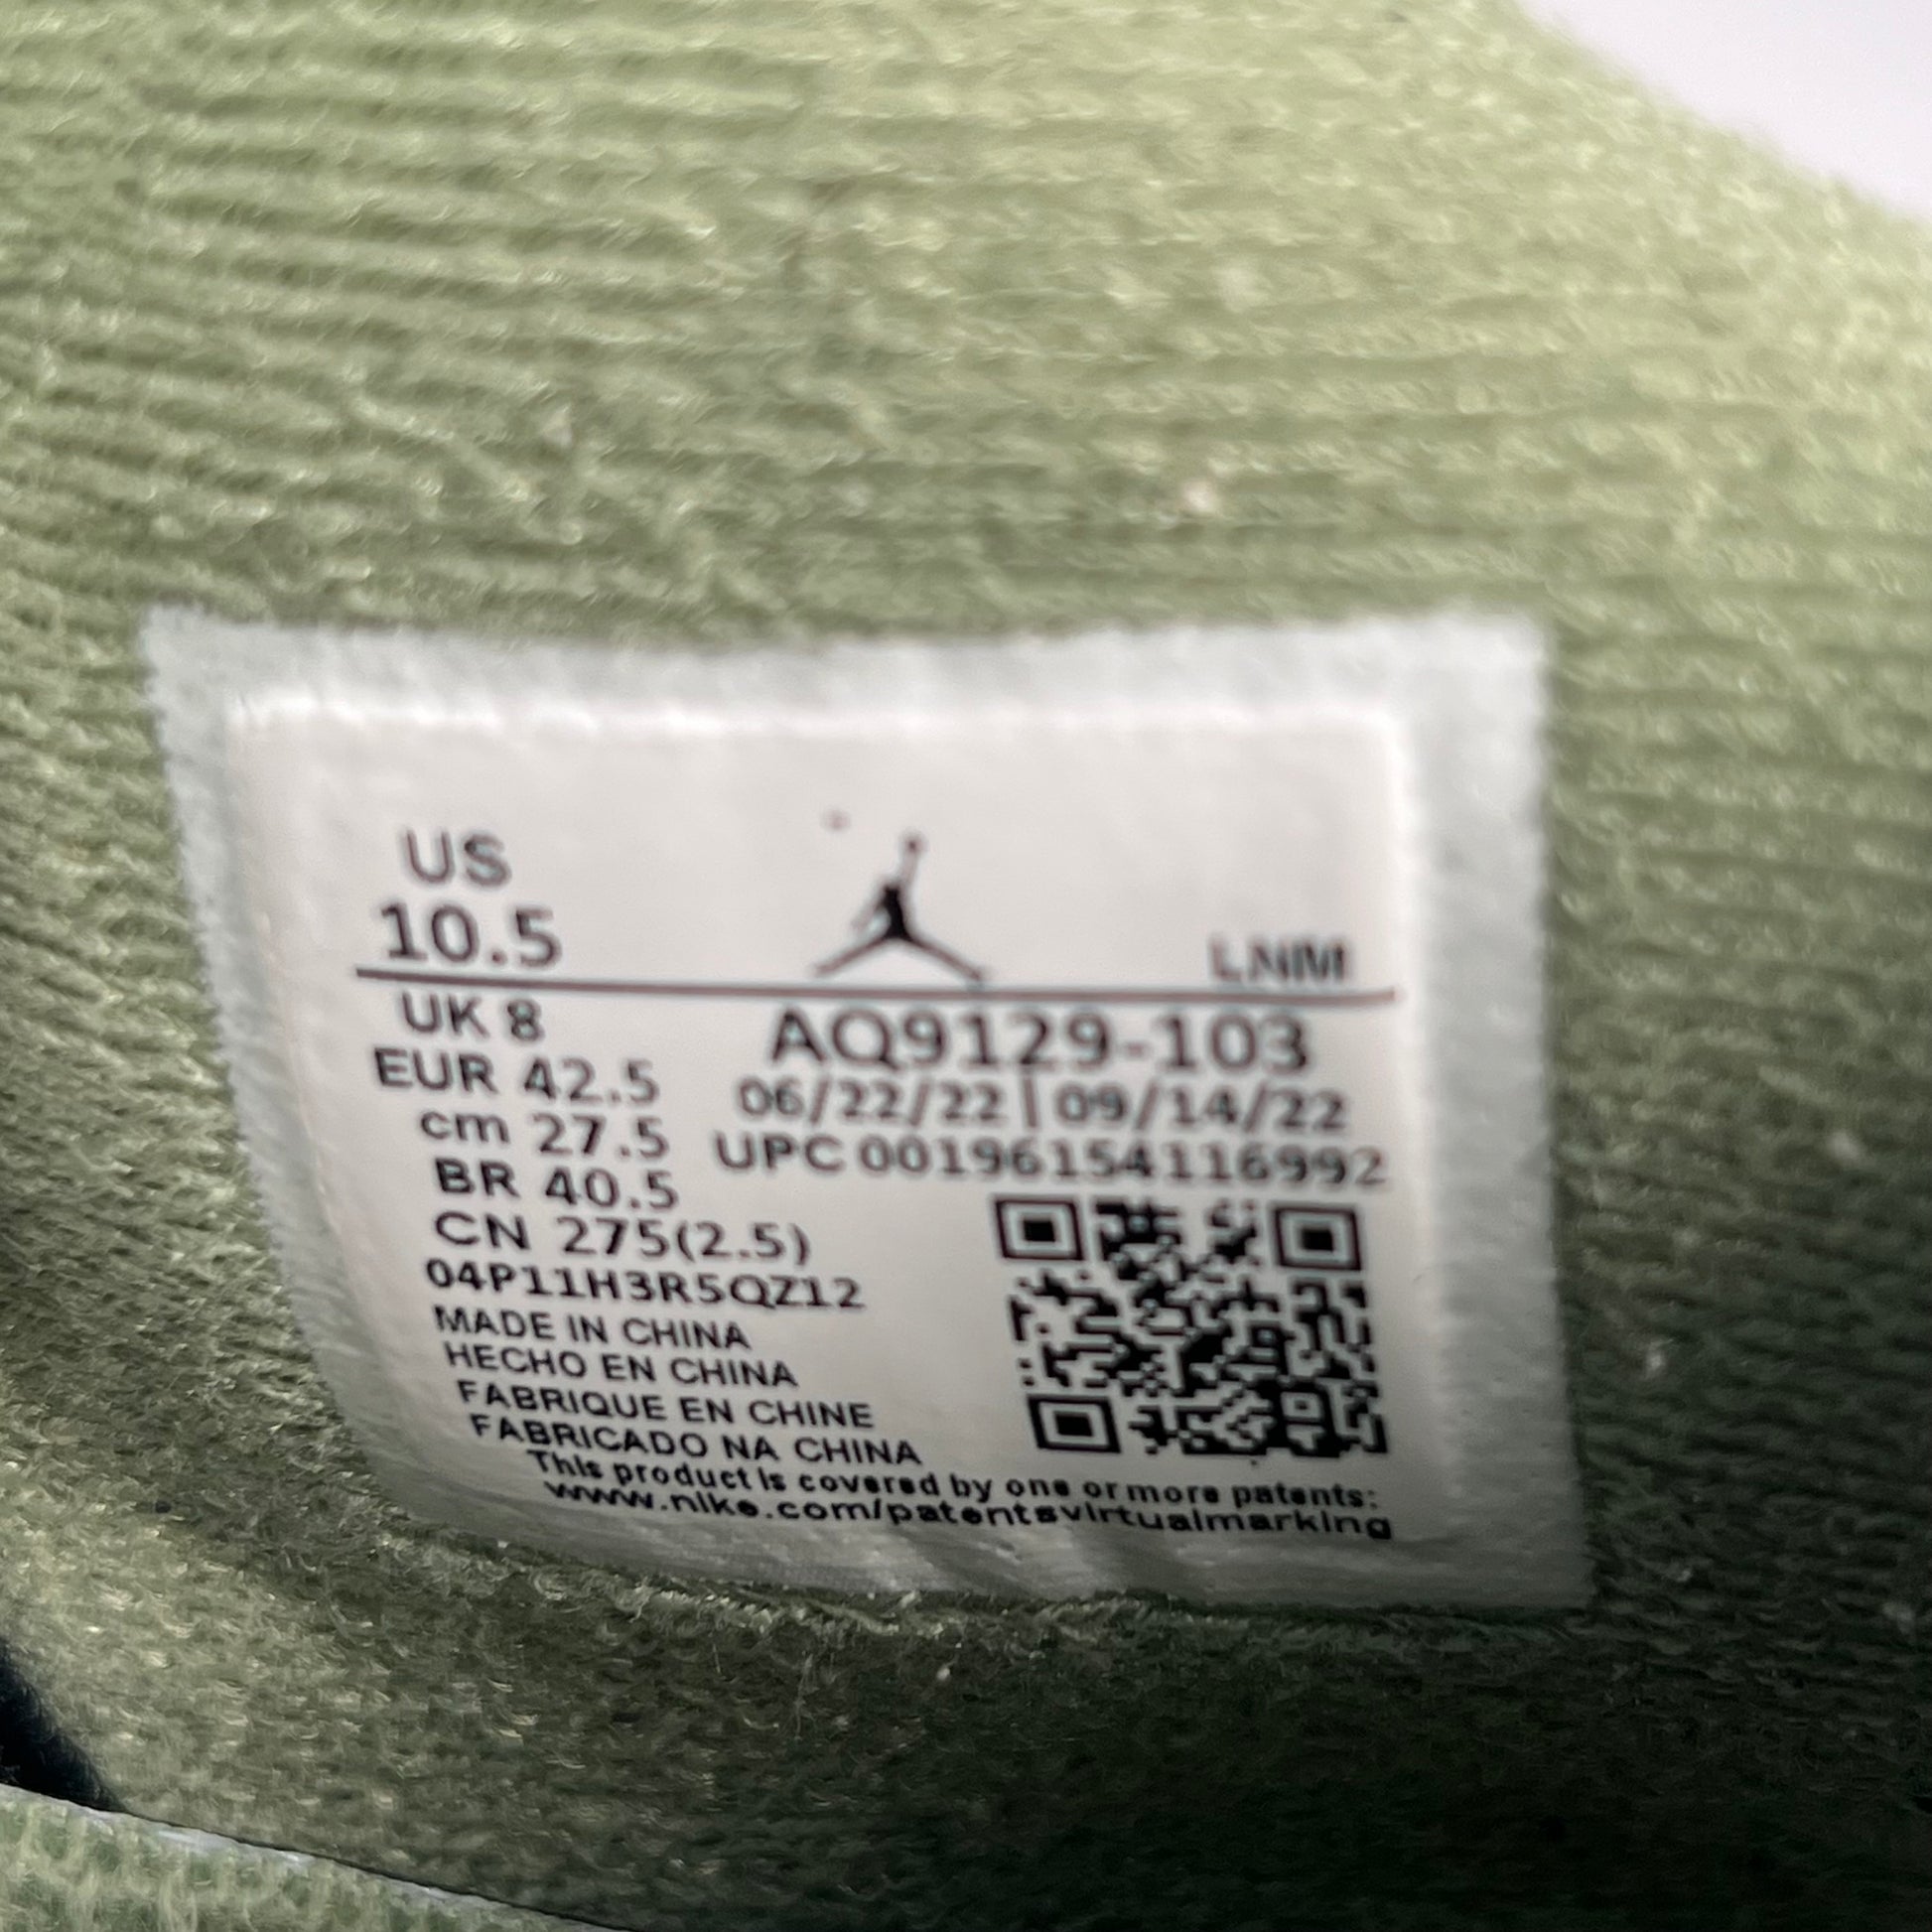 US
10.5
LNM
UK 8
AQ9129-103
EUR 42.5
06/22/22 | 09/14/22
cm 27.5
UPC 00196154116992
BR 40.5
CN 275(2.5)
04P11H3R5QZ12
MADE IN CHINA
HECHO EN CHINA
FABRIQUE EN CHINE
FABRICADO NA CHINA
This product is covered by one or more patents:
www.nike.com/patentsvirtualmarking